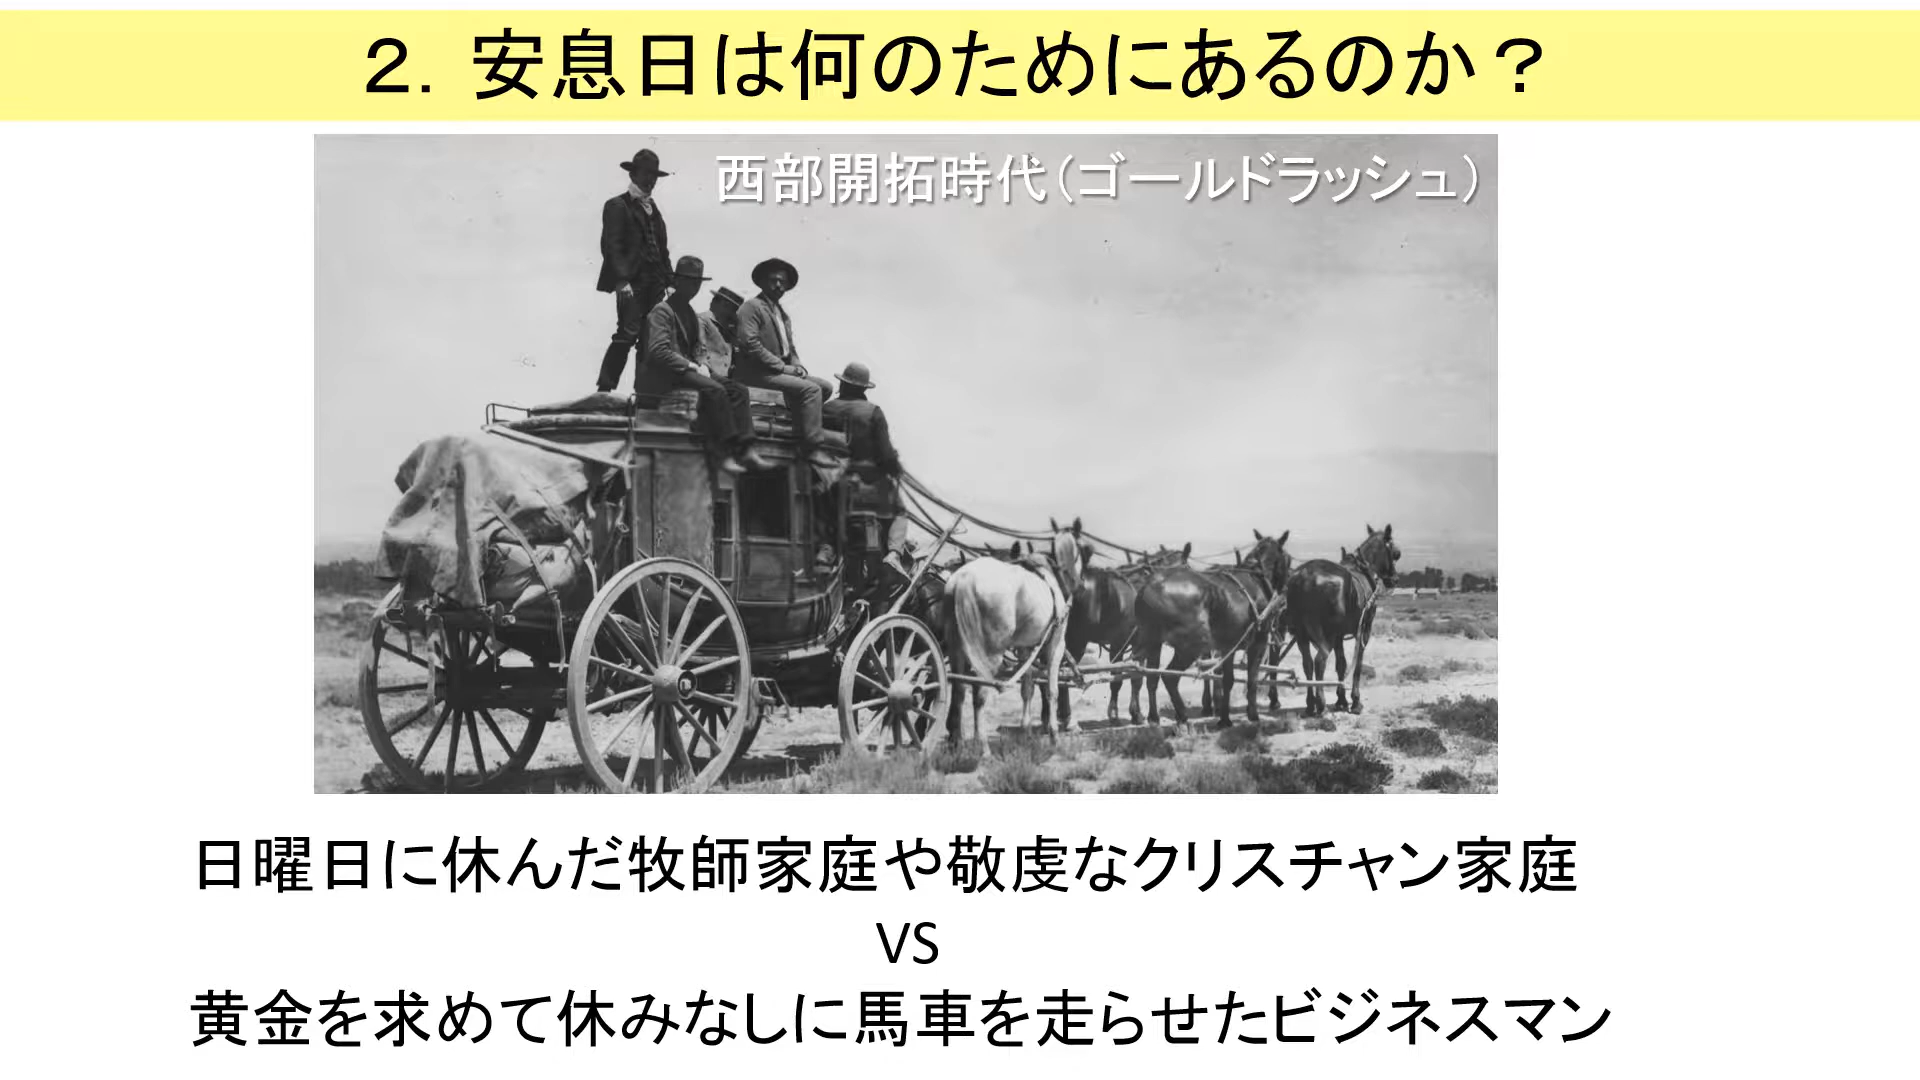 ２．安息日は何のためにあるのか？
西部開拓時代（ゴールドラッシュ）
日曜日に休んだ牧師家庭や敬虔なクリスチャン家庭
VS
黄金を求めて休みなしに馬車を走らせたビジネスマン